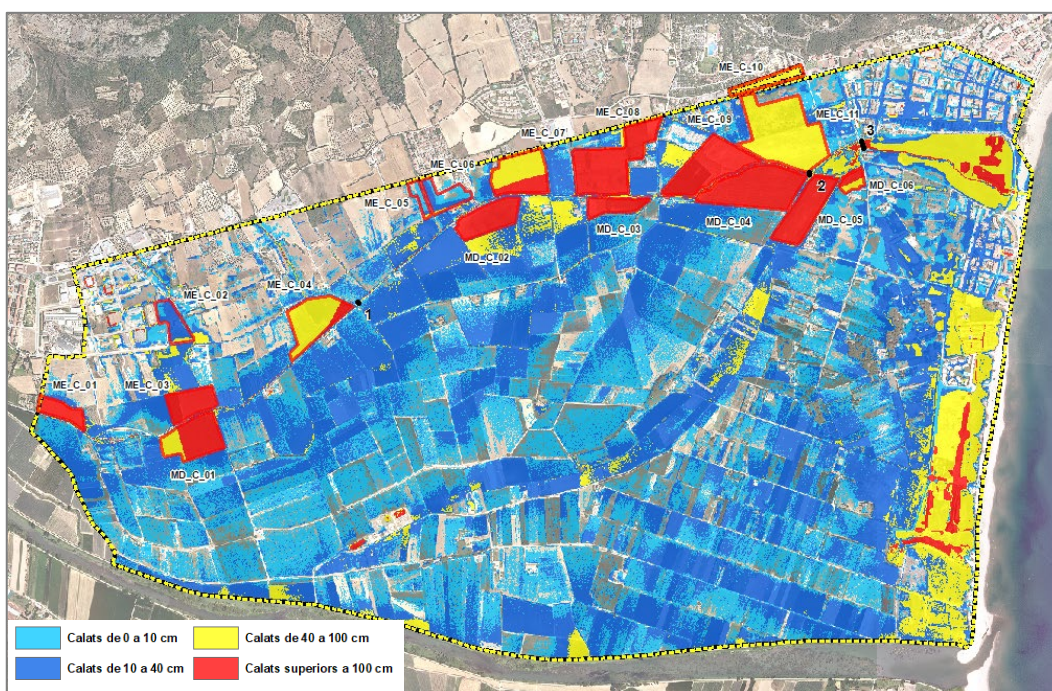 ME_C_10
ME_C_08
ME_C_09
ME_C_11
3
ME_C_07
ME_C_06
2
MD_C_06
ME_C_05
MD_C_05
MD_C_04
MD_C_03
MD_C_02
ME_C_04
ME_C_02
1
ME_C_01
ME_C_03
MD_C_01
Calats de 0 a 10 cm
Calats de 40 a 100 cm
Calats de 10 a 40 cm
Calats superiors a 100 cm